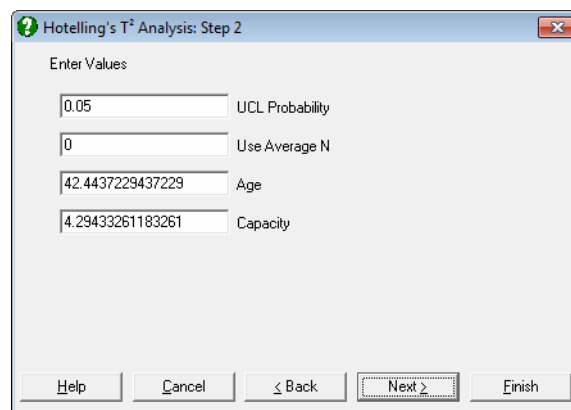 Hotelling's T² Analysis: Step 2
Enter Values
0.05 UCL Probability
0 Use Average N
42.4437229437229 Age
4.29433261183261 Capacity
Help Cancel < Back Next > Finish